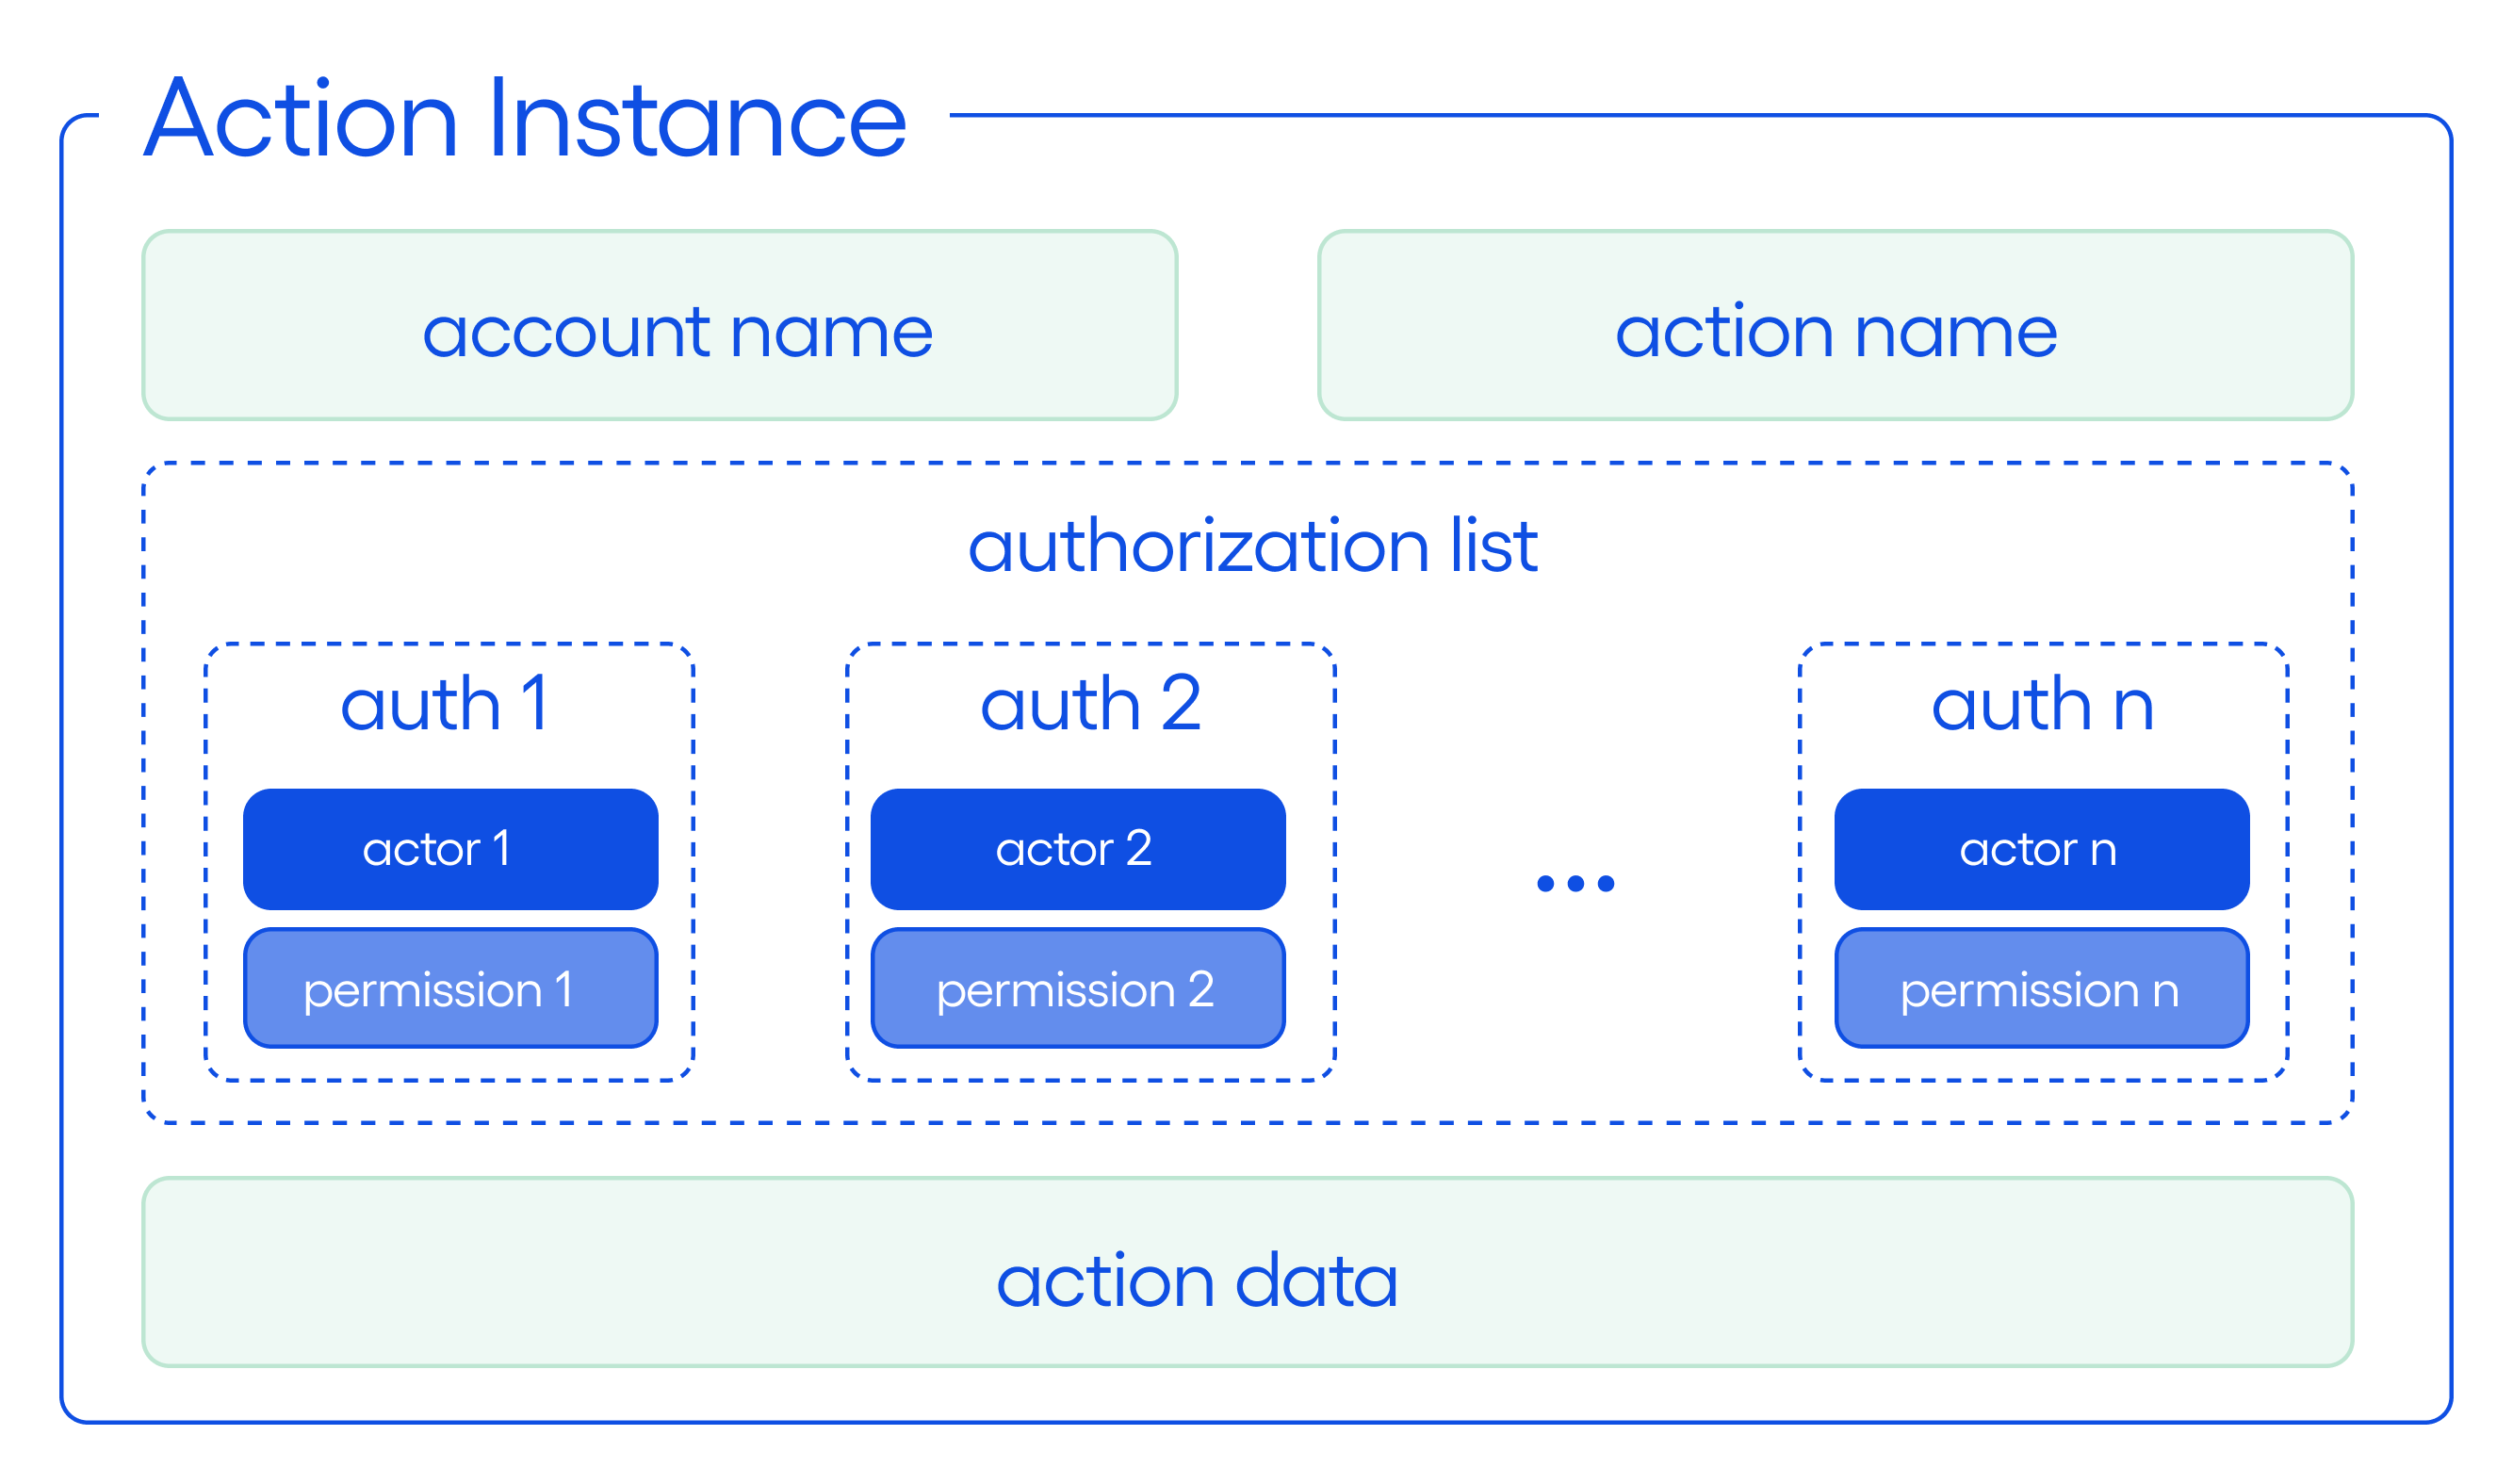 Action Instance
account name
action name
authorization list
auth 1
actor 1
permission 1
auth 2
actor 2
permission 2
...
auth n
actor n
permission n
action data